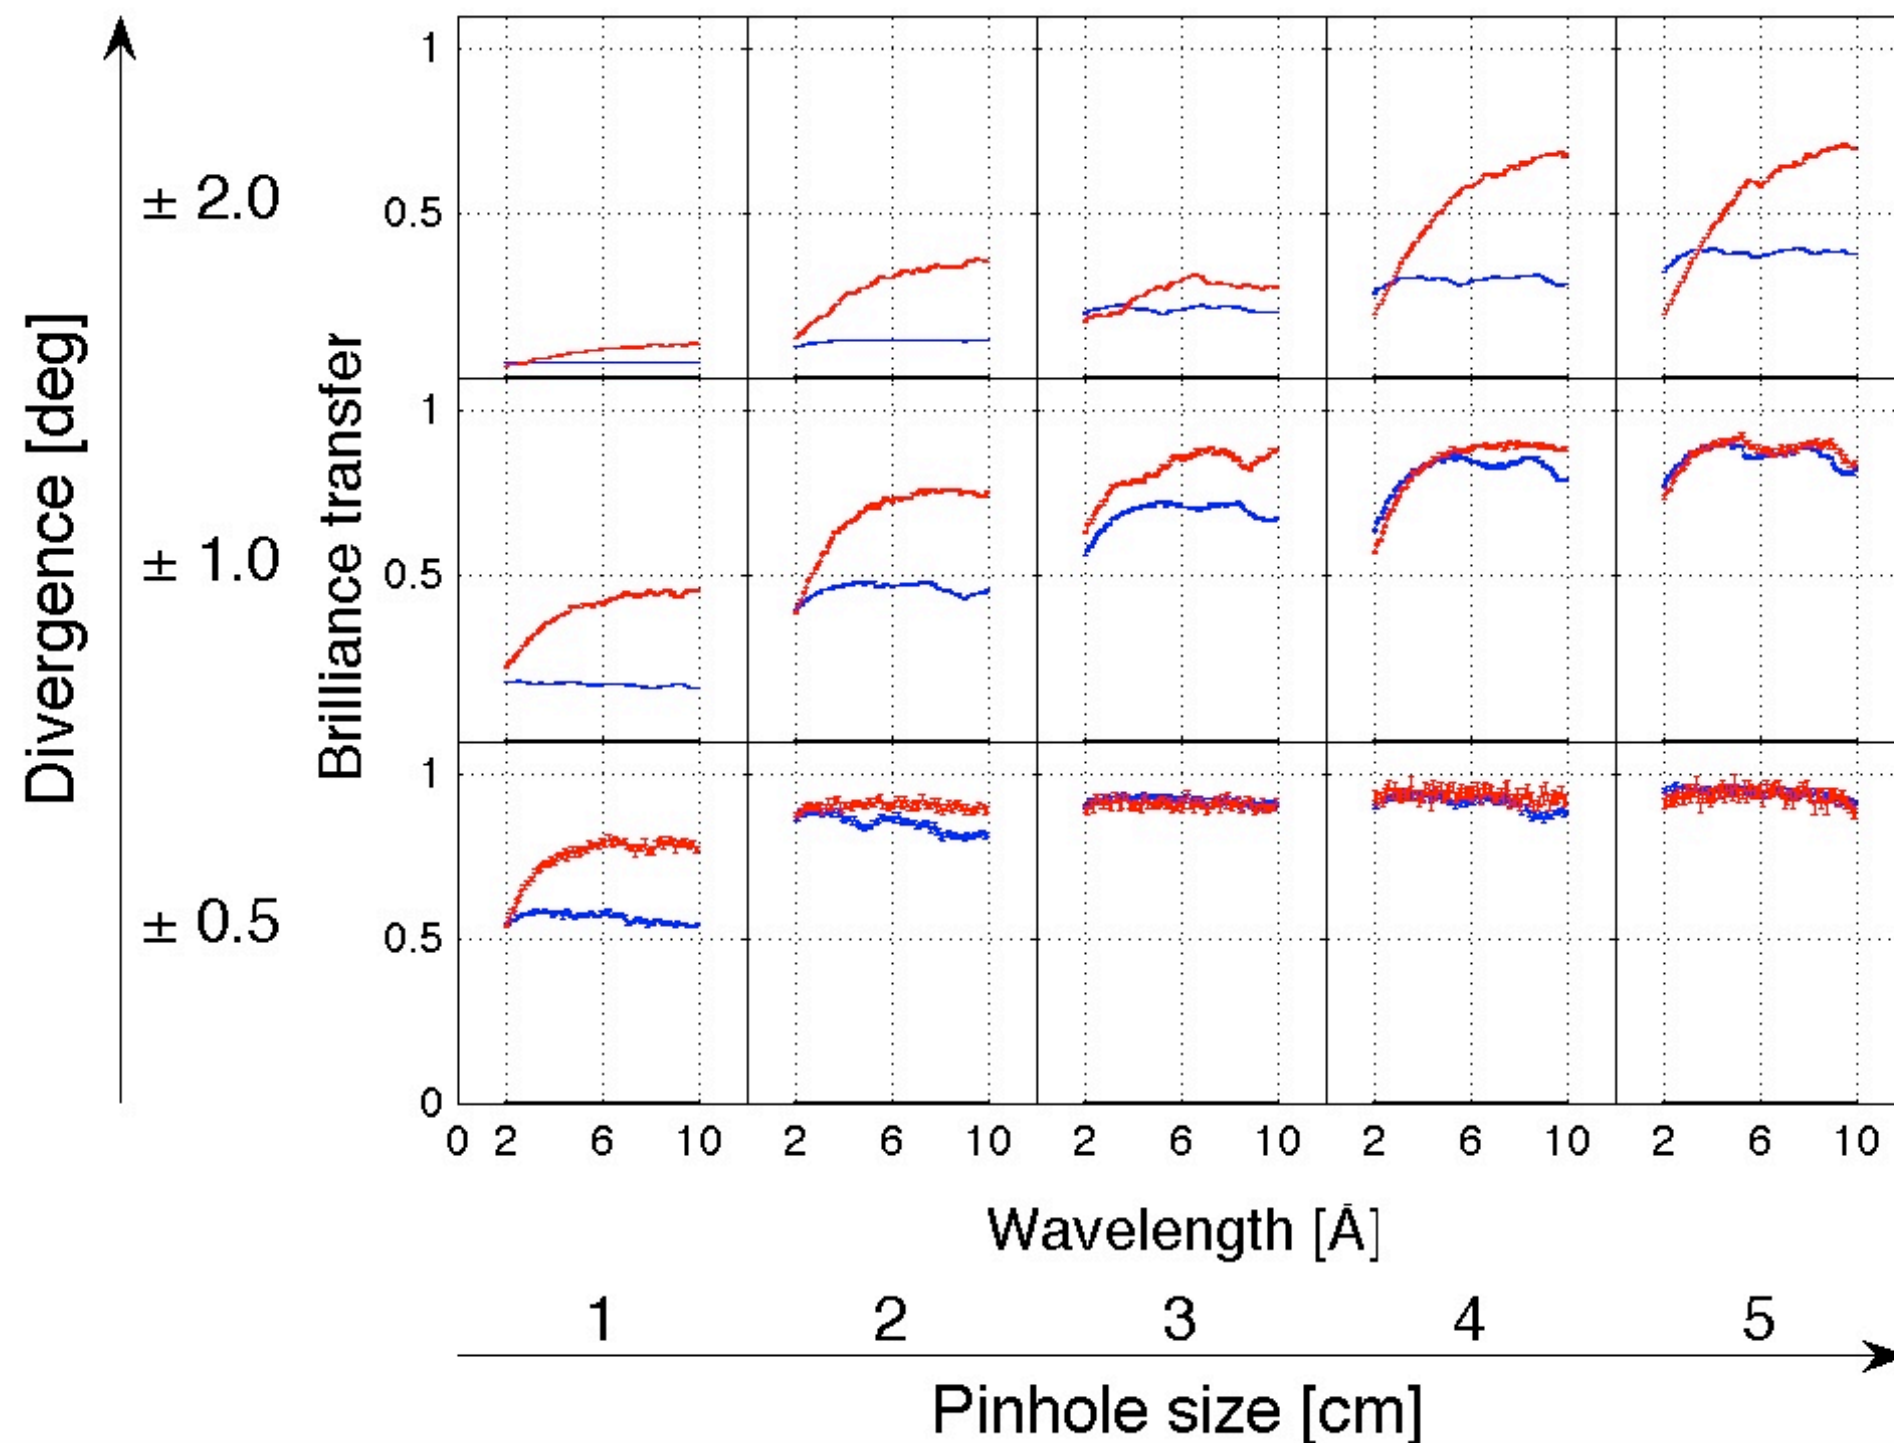 Divergence [deg]
± 2.0
± 1.0
± 0.5
Brilliance transfer
1
0.5
1
0.5
1
0.5
0
0 2 6 10 2 6 10 2 6 10 2 6 10 2 6 10
Wavelength [Å]
1 2 3 4 5
Pinhole size [cm]